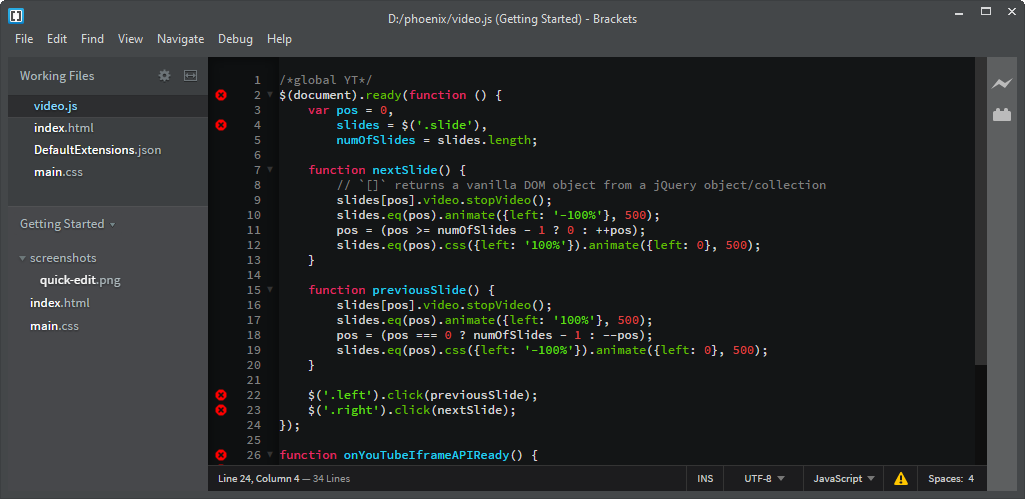 D:/phoenix/video.js (Getting Started) - Brackets
File Edit Find View Navigate Debug Help
Working Files
video.js
index.html
DefaultExtensions.json
main.css
Getting Started
screenshots
quick-edit.png
index.html
main.css
1 /*global YT*/
2 $(document).ready(function () {
3     var pos = 0,
4         slides = $('.slide'),
5         numOfSlides = slides.length;
6
7     function nextSlide() {
8         // `[]` returns a vanilla DOM object from a jQuery object/collection
9         slides[pos].video.stopVideo();
10         slides.eq(pos).animate({left: '-100%'}, 500);
11         pos = (pos >= numOfSlides - 1 ? 0 : ++pos);
12         slides.eq(pos).css({left: '100%'}).animate({left: 0}, 500);
13     }
14
15     function previousSlide() {
16         slides[pos].video.stopVideo();
17         slides.eq(pos).animate({left: '100%'}, 500);
18         pos = (pos === 0 ? numOfSlides - 1 : --pos);
19         slides.eq(pos).css({left: '-100%'}).animate({left: 0}, 500);
20     }
21
22     $('.left').click(previousSlide);
23     $('.right').click(nextSlide);
24 });
25
26 function onYouTubeIframeAPIReady() {
Line 24, Column 4 — 34 Lines INS UTF-8 JavaScript Spaces: 4